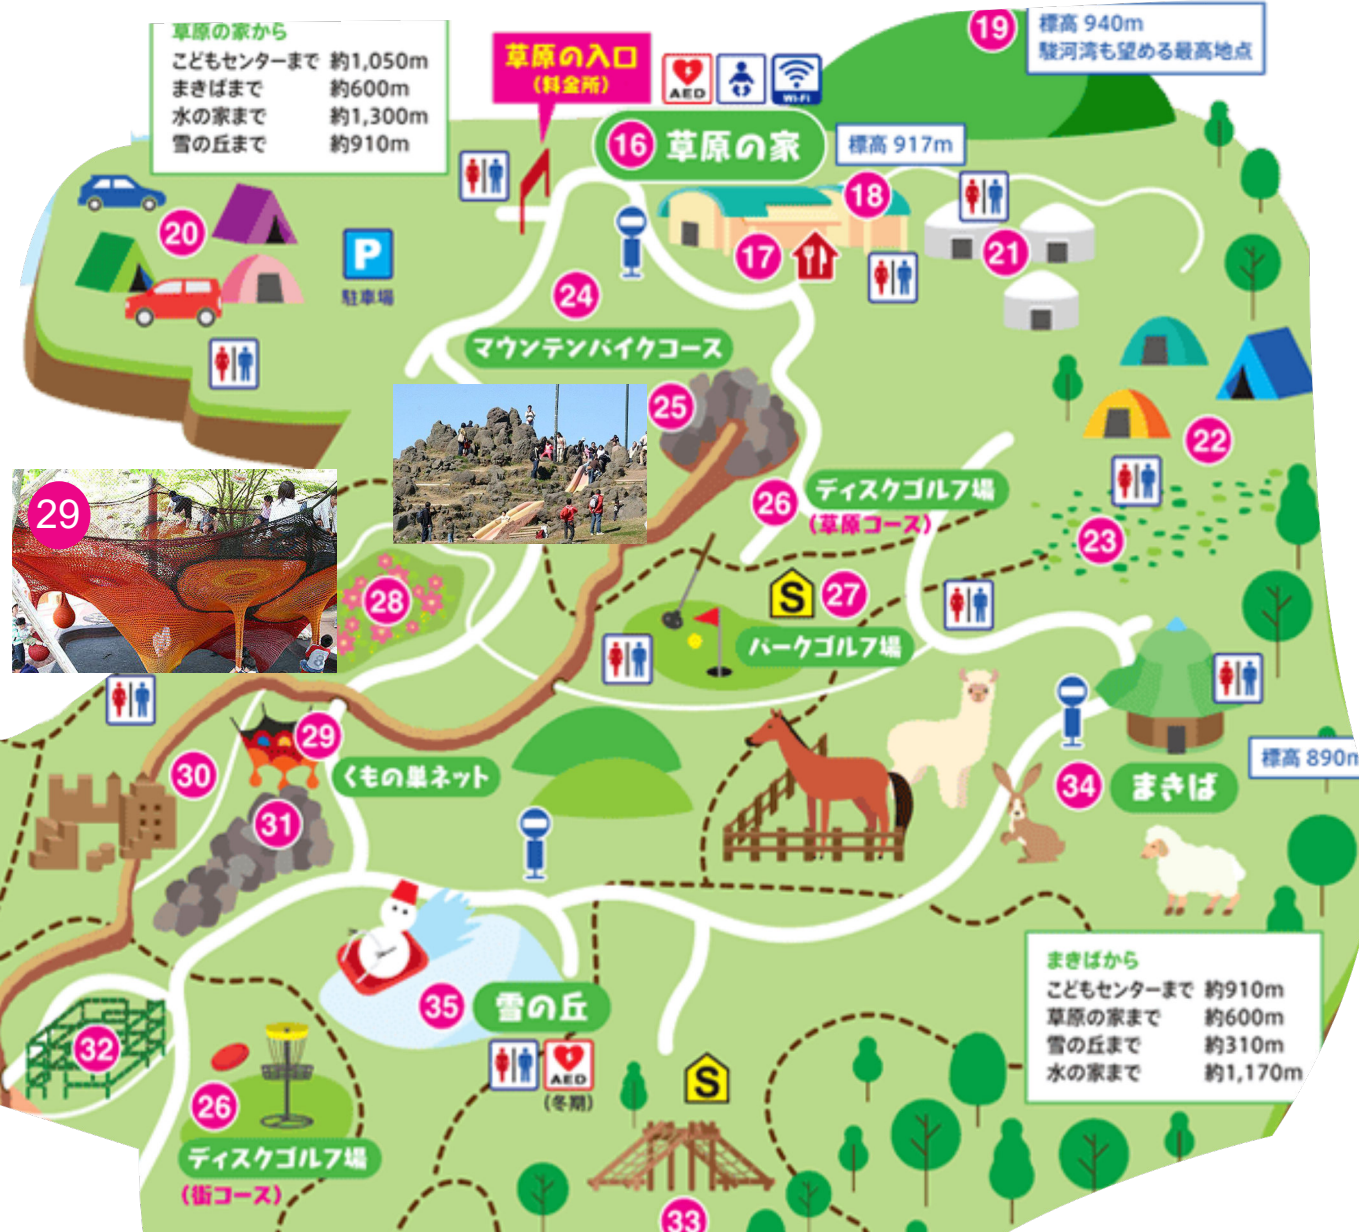 草原の家から
こどもセンターまで 約1,050m
まきばまで 約600m
水の家まで 約1,300m
雪の丘まで 約910m
草原の入口
(料金所)
AED
Wi-Fi
19
標高 940m
駿河湾も望める最高地点
16 草原の家
標高 917m
18
17
20
P
駐車場
21
24
マウンテンバイクコース
25
22
26 ディスクゴルフ場
(草原コース)
23
29
28
S 27
パークゴルフ場
29
くもの巣ネット
30
31
34 まきば
標高 890m
35 雪の丘
AED
(冬期)
32
26
ディスクゴルフ場
(街コース)
S
33
まきばから
こどもセンターまで 約910m
草原の家まで 約600m
雪の丘まで 約310m
水の家まで 約1,170m